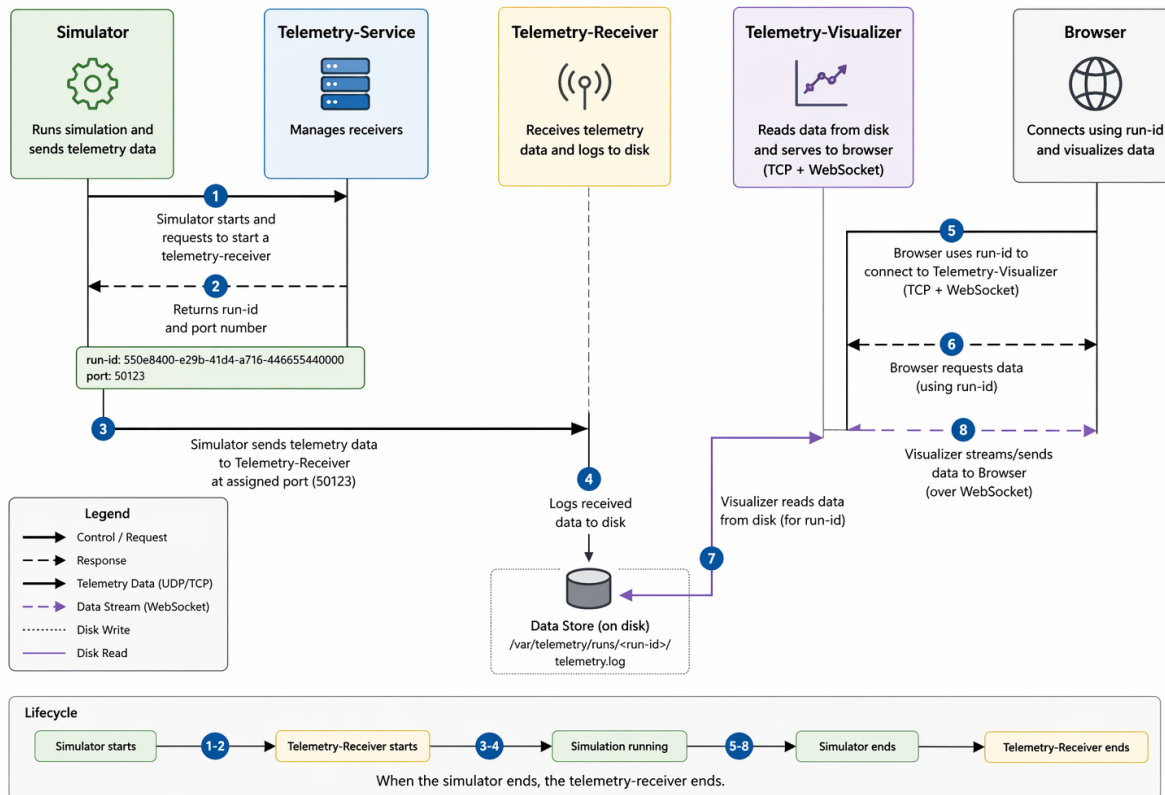 Simulator
Runs simulation and
sends telemetry data
Telemetry-Service
Manages receivers
Telemetry-Receiver
Receives telemetry
data and logs to disk
Telemetry-Visualizer
Reads data from disk
and serves to browser
(TCP + WebSocket)
Browser
Connects using run-id
and visualizes data
1
Simulator starts and
requests to start a
telemetry-receiver
2
Returns run-id
and port number
run-id: 550e8400-e29b-41d4-a716-446655440000
port: 50123
3
Simulator sends telemetry data
to Telemetry-Receiver
at assigned port (50123)
4
Logs received
data to disk
5
Browser uses run-id to
connect to Telemetry-Visualizer
(TCP + WebSocket)
6
Browser requests data
(using run-id)
8
Visualizer streams/sends
data to Browser
(over WebSocket)
Visualizer reads data
from disk (for run-id)
7
Data Store (on disk)
/var/telemetry/runs/<run-id>/
telemetry.log
Legend
Control / Request
Response
Telemetry Data (UDP/TCP)
Data Stream (WebSocket)
Disk Write
Disk Read
Lifecycle
Simulator starts
1-2
Telemetry-Receiver starts
3-4
Simulation running
5-8
Simulator ends
Telemetry-Receiver ends
When the simulator ends, the telemetry-receiver ends.